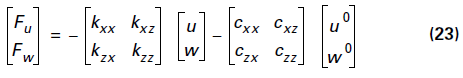 [F_u; F_w] = −[k_xx k_xz; k_zx k_zz] [u; w] − [c_xx c_xz; c_zx c_zz] [u^0; w^0] (23)